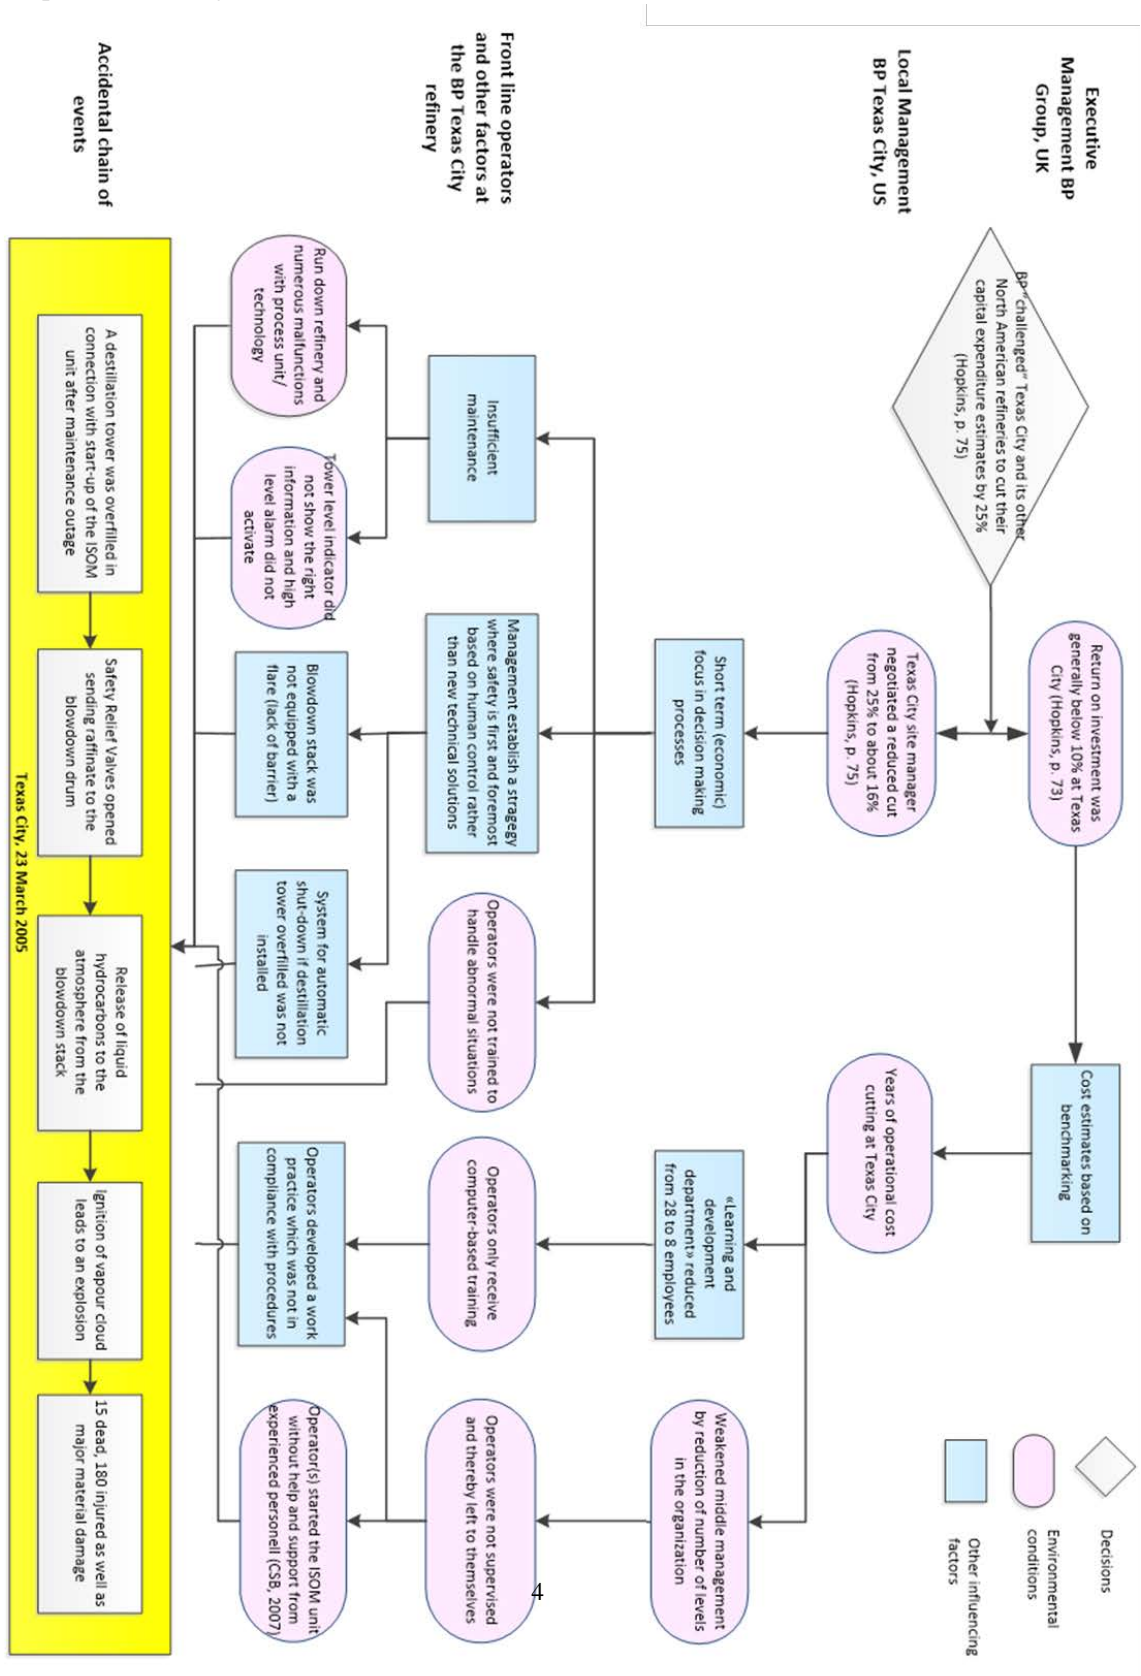 Executive
Management BP
Group, UK
BP "challenged" Texas City and its other
North American refineries to cut their
capital expenditure estimates by 25%
(Hopkins, p. 75)
Return on investment was
generally below 10% at Texas
City (Hopkins, p. 73)
Cost estimates based on
benchmarking
Decisions
Environmental
conditions
Other influencing
factors
Local Management
BP Texas City, US
Texas City site manager
negotiated a reduced cut
from 25% to about 16%
(Hopkins, p. 75)
Years of operational cost
cutting at Texas City
Short term (economic)
focus in decision making
processes
«Learning and
development
department» reduced
from 28 to 8 employees
Weakened middle management
by reduction of number of levels
in the organization
Front line operators
and other factors at
the BP Texas City
refinery
Insufficient
maintenance
Management establish a stragegy
where safety is first and foremost
based on human control rather
than new technical solutions
Operators were not trained to
handle abnormal situations
Operators only receive
computer-based training
Operators were not supervised
and thereby left to themselves
Run down refinery and
numerous malfunctions
with process unit/
technology
Tower level indicator did
not show the right
information and high
level alarm did not
activate
Blowdown stack was
not equipped with a
flare (lack of barrier)
System for automatic
shut-down if destillation
tower overfilled was not
installed
Operators developed a work
practice which was not in
compliance with procedures
Operator(s) started the ISOM unit
without help and support from
experienced personell (CSB, 2007)
Accidental chain of
events
A destillation tower was overfilled in
connection with start-up of the ISOM
unit after maintenance outage
Safety Relief Valves opened
sending raffinate to the
blowdown drum
Release of liquid
hydrocarbons to the
atmosphere from the
blowdown stack
Ignition of vapour cloud
leads to an explosion
15 dead, 180 injured as well as
major material damage
Texas City, 23 March 2005
4